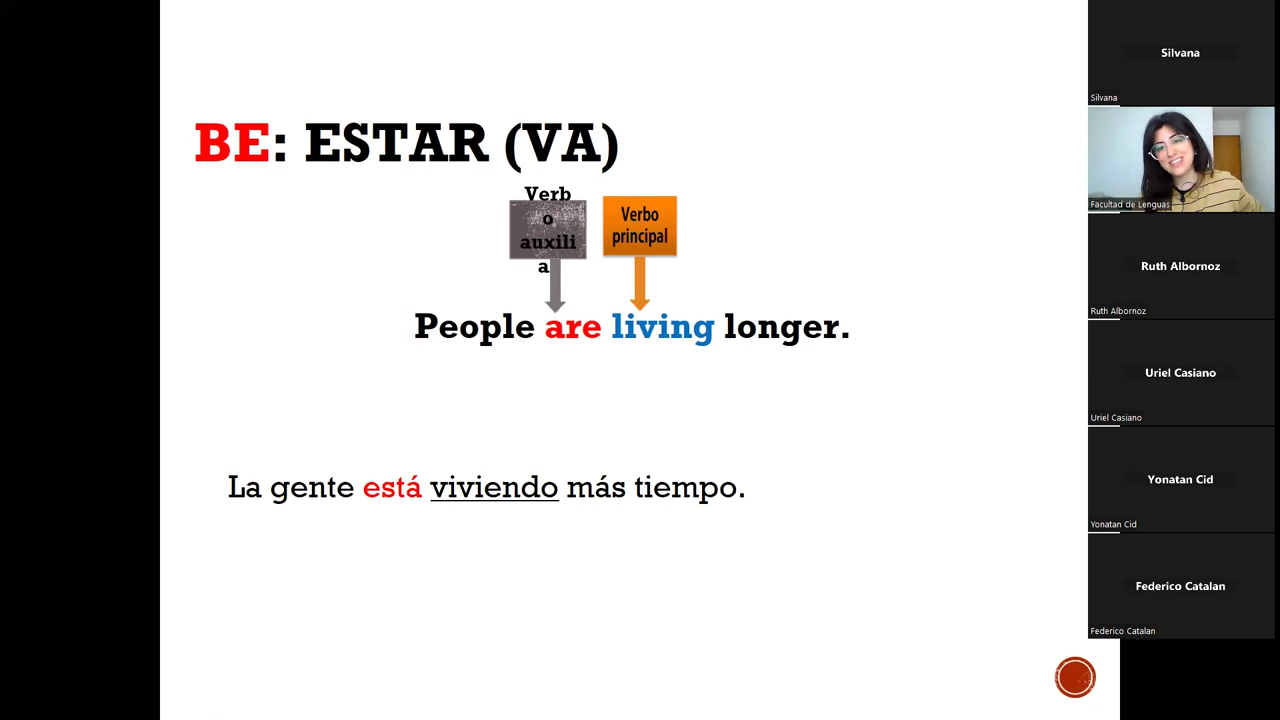 BE: ESTAR (VA)
Verb
o
auxilia
a
Verbo
principal
People are living longer.
La gente está viviendo más tiempo.
Silvana
Silvana
Facultad de Lenguas
Ruth Albornoz
Ruth Albornoz
Uriel Casiano
Uriel Casiano
Yonatan Cid
Yonatan Cid
Federico Catalan
Federico Catalan